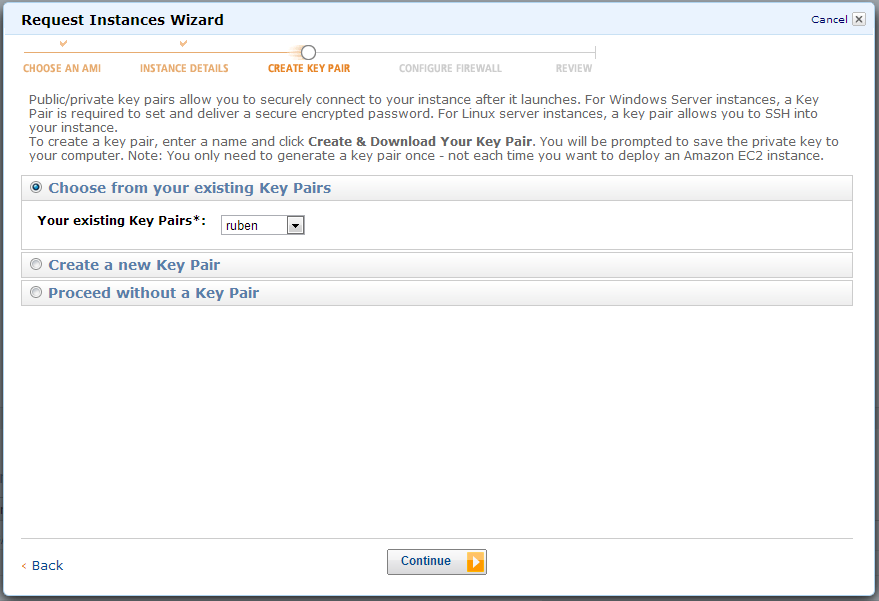 Request Instances Wizard
Cancel
CHOOSE AN AMI
INSTANCE DETAILS
CREATE KEY PAIR
CONFIGURE FIREWALL
REVIEW
Public/private key pairs allow you to securely connect to your instance after it launches. For Windows Server instances, a Key
Pair is required to set and deliver a secure encrypted password. For Linux server instances, a key pair allows you to SSH into
your instance.
To create a key pair, enter a name and click Create & Download Your Key Pair. You will be prompted to save the private key to
your computer. Note: You only need to generate a key pair once - not each time you want to deploy an Amazon EC2 instance.
Choose from your existing Key Pairs
Your existing Key Pairs*: ruben
Create a new Key Pair
Proceed without a Key Pair
‹ Back
Continue